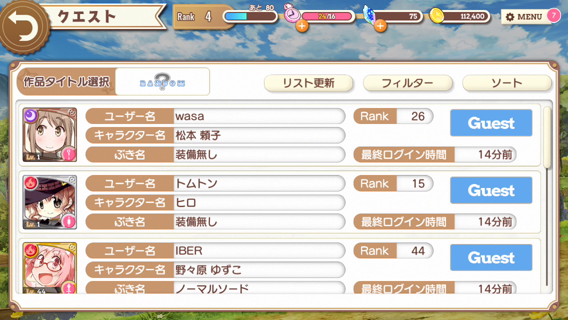 クエスト
Rank 4
あと 80
24/16
75
112,400
MENU
?
作品タイトル選択
RANDOM
リスト更新
フィルター
ソート
ユーザー名 wasa
Rank 26
キャラクター名 松本 頼子
Guest
ぶき名 装備無し
最終ログイン時間 14分前
Lv. 1
ユーザー名 トムトン
Rank 15
キャラクター名 ヒロ
Guest
ぶき名 装備無し
最終ログイン時間 14分前
Lv. 1
ユーザー名 IBER
Rank 44
キャラクター名 野々原 ゆずこ
Guest
ぶき名 ノーマルソード
最終ログイン時間 14分前
Lv. 44